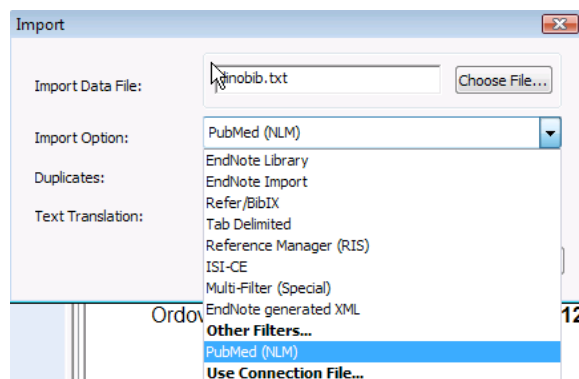 Import
Import Data File:
inobib.txt
Choose File...
Import Option:
PubMed (NLM)
EndNote Library
Duplicates:
EndNote Import
Refer/BibIX
Text Translation:
Tab Delimited
Reference Manager (RIS)
ISI-CE
Multi-Filter (Special)
EndNote generated XML
Other Filters...
PubMed (NLM)
Use Connection File...
12